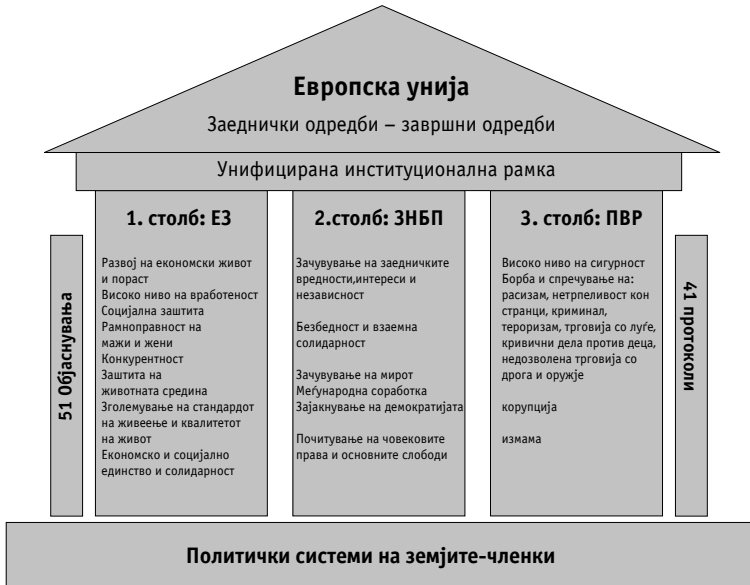 Европска унија
Заеднички одредби – завршни одредби
Унифицирана институционална рамка
51 Објаснувања
1. столб: ЕЗ
Развој на економски живот
и пораст
Високо ниво на вработеност
Социјална заштита
Рамноправност на
мажи и жени
Конкурентност
Заштита на
животната средина
Зголемување на стандардот
на живеење и квалитетот
на живот
Економско и социјално
единство и солидарност
2.столб: ЗНБП
Зачувување на заедничките
вредности,интереси и
независност
Безбедност и взаемна
солидарност
Зачувување на мирот
Меѓународна соработка
Зајакнување на демократијата
Почитување на човековите
права и основните слободи
3. столб: ПВР
Високо ниво на сигурност
Борба и спречување на:
расизам, нетрпеливост кон
странци, криминал,
тероризам, трговија со луѓе,
кривични дела против деца,
недозволена трговија со
дрога и оружје
корупција
измама
41 протоколи
Политички системи на земјите-членки